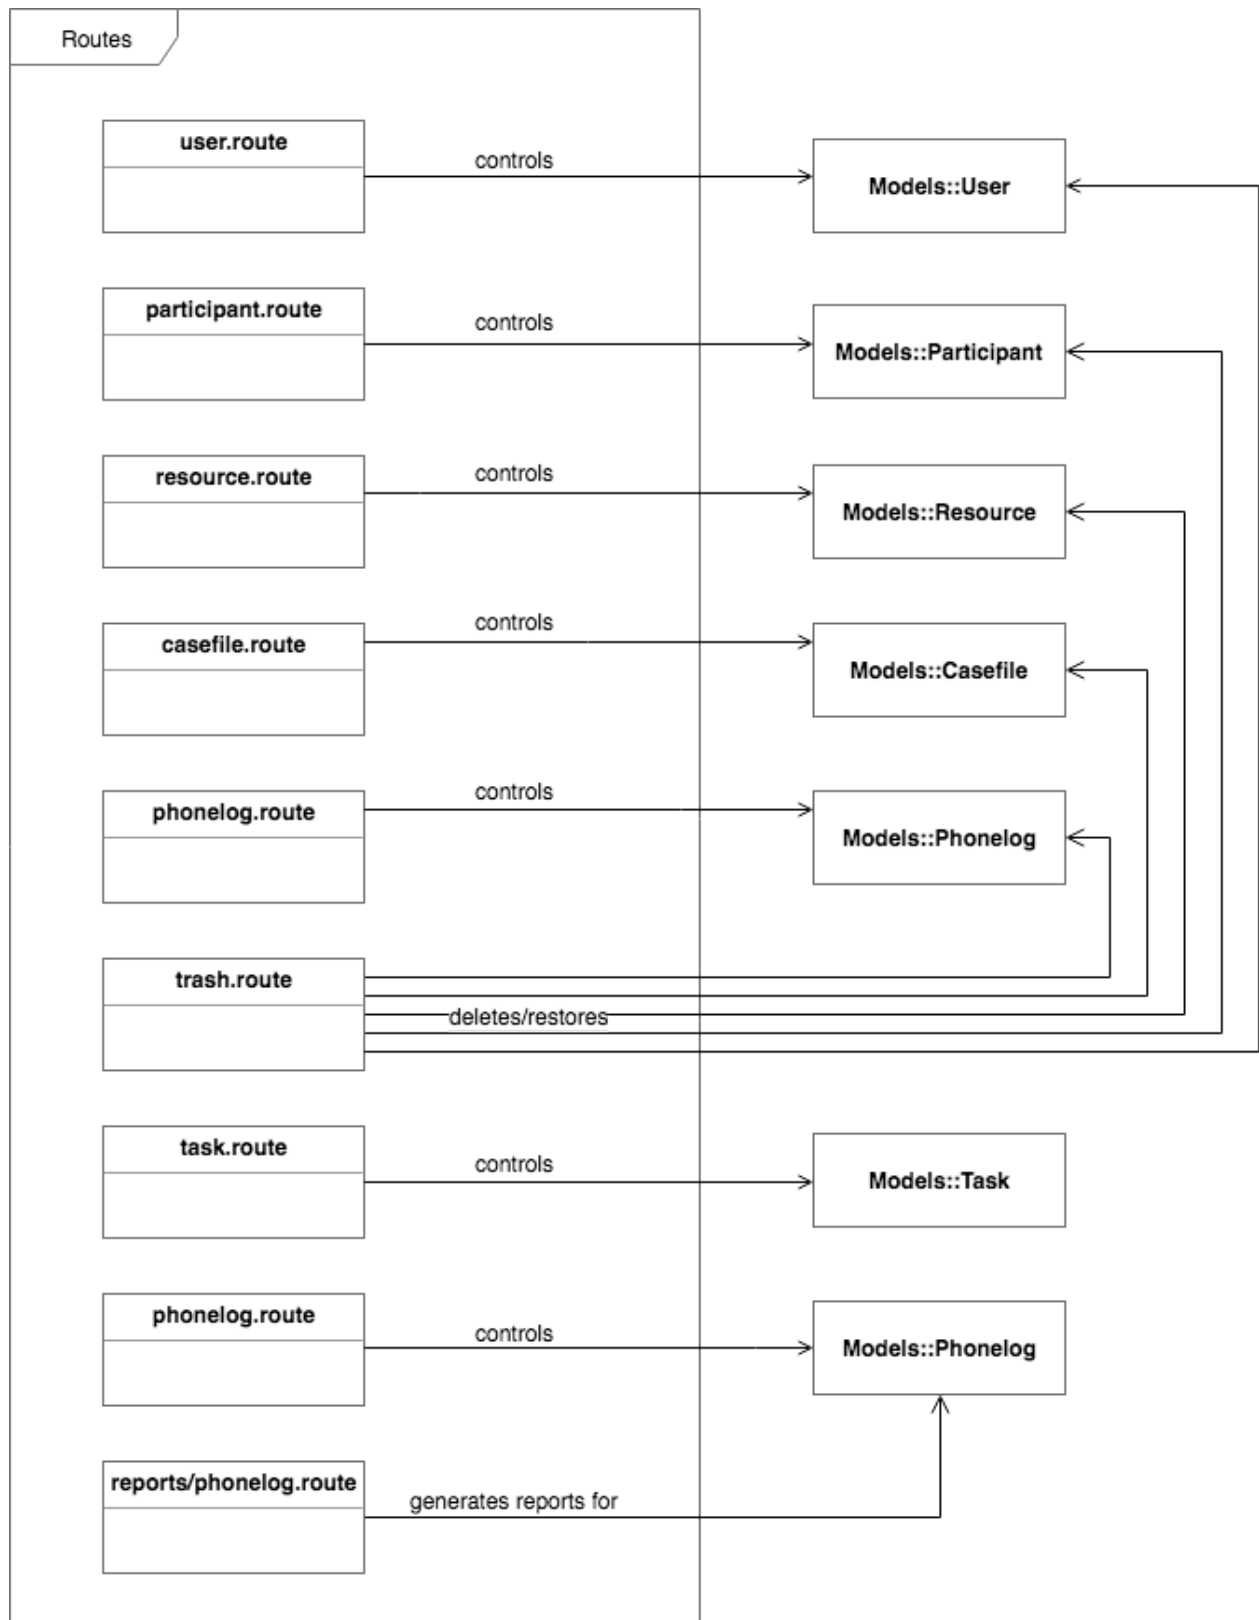 Routes
user.route
controls
Models::User
participant.route
controls
Models::Participant
resource.route
controls
Models::Resource
casefile.route
controls
Models::Casefile
phonelog.route
controls
Models::Phonelog
trash.route
deletes/restores
task.route
controls
Models::Task
phonelog.route
controls
Models::Phonelog
reports/phonelog.route
generates reports for